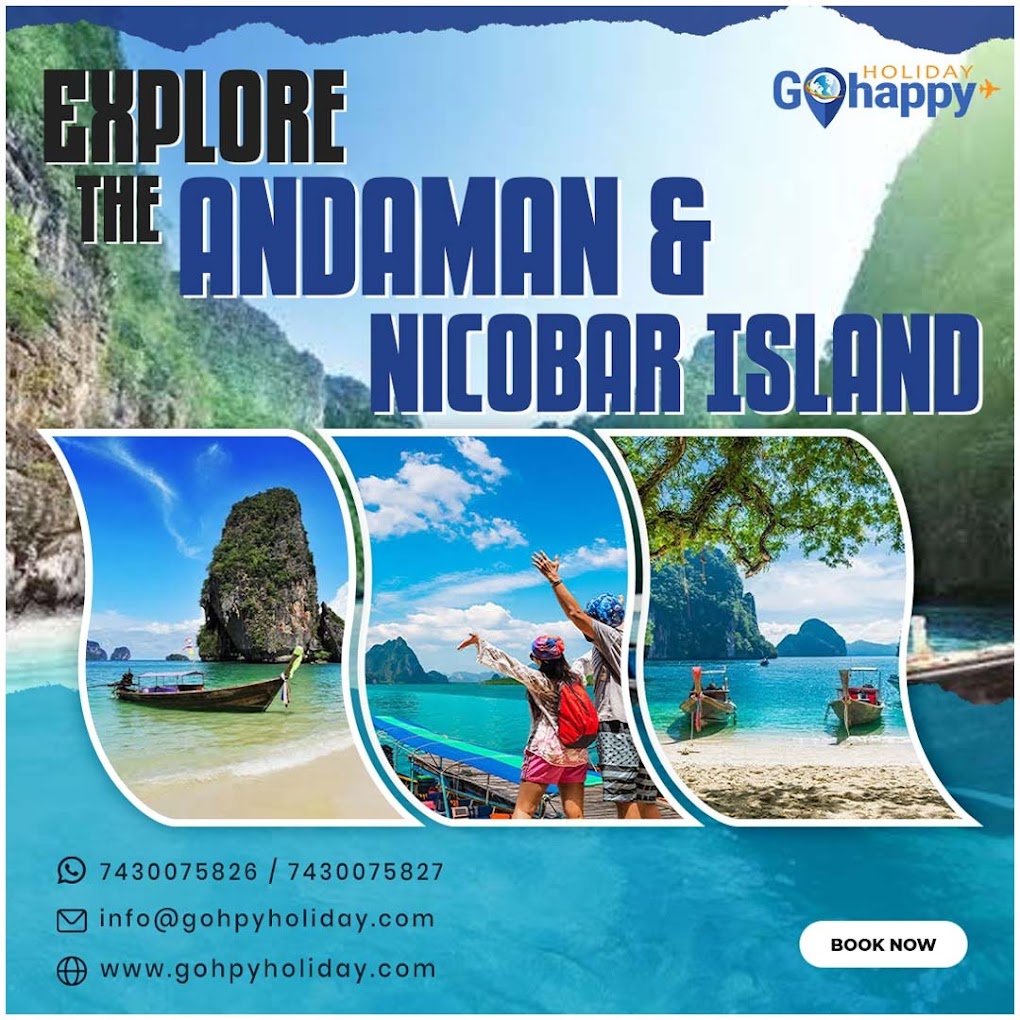 HOLIDAY
GOhappy
EXPLORE
THE ANDAMAN &
NICOBAR ISLAND
7430075826 / 7430075827
info@gohpyholiday.com
www.gohpyholiday.com
BOOK NOW